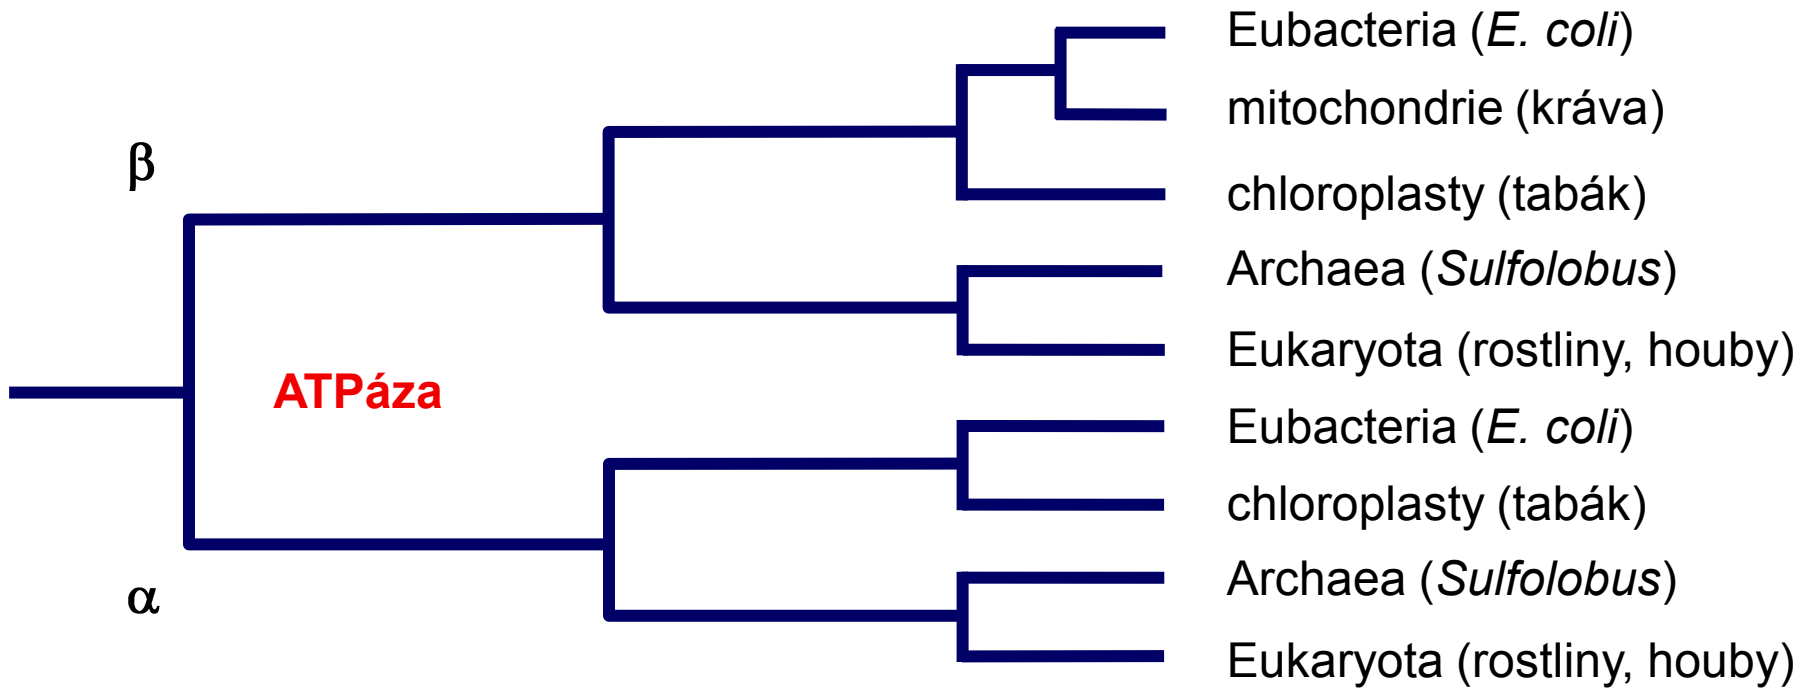 Eubacteria (E. coli)
mitochondrie (kráva)
β
chloroplasty (tabák)
Archaea (Sulfolobus)
Eukaryota (rostliny, houby)
ATPáza
Eubacteria (E. coli)
chloroplasty (tabák)
Archaea (Sulfolobus)
α
Eukaryota (rostliny, houby)